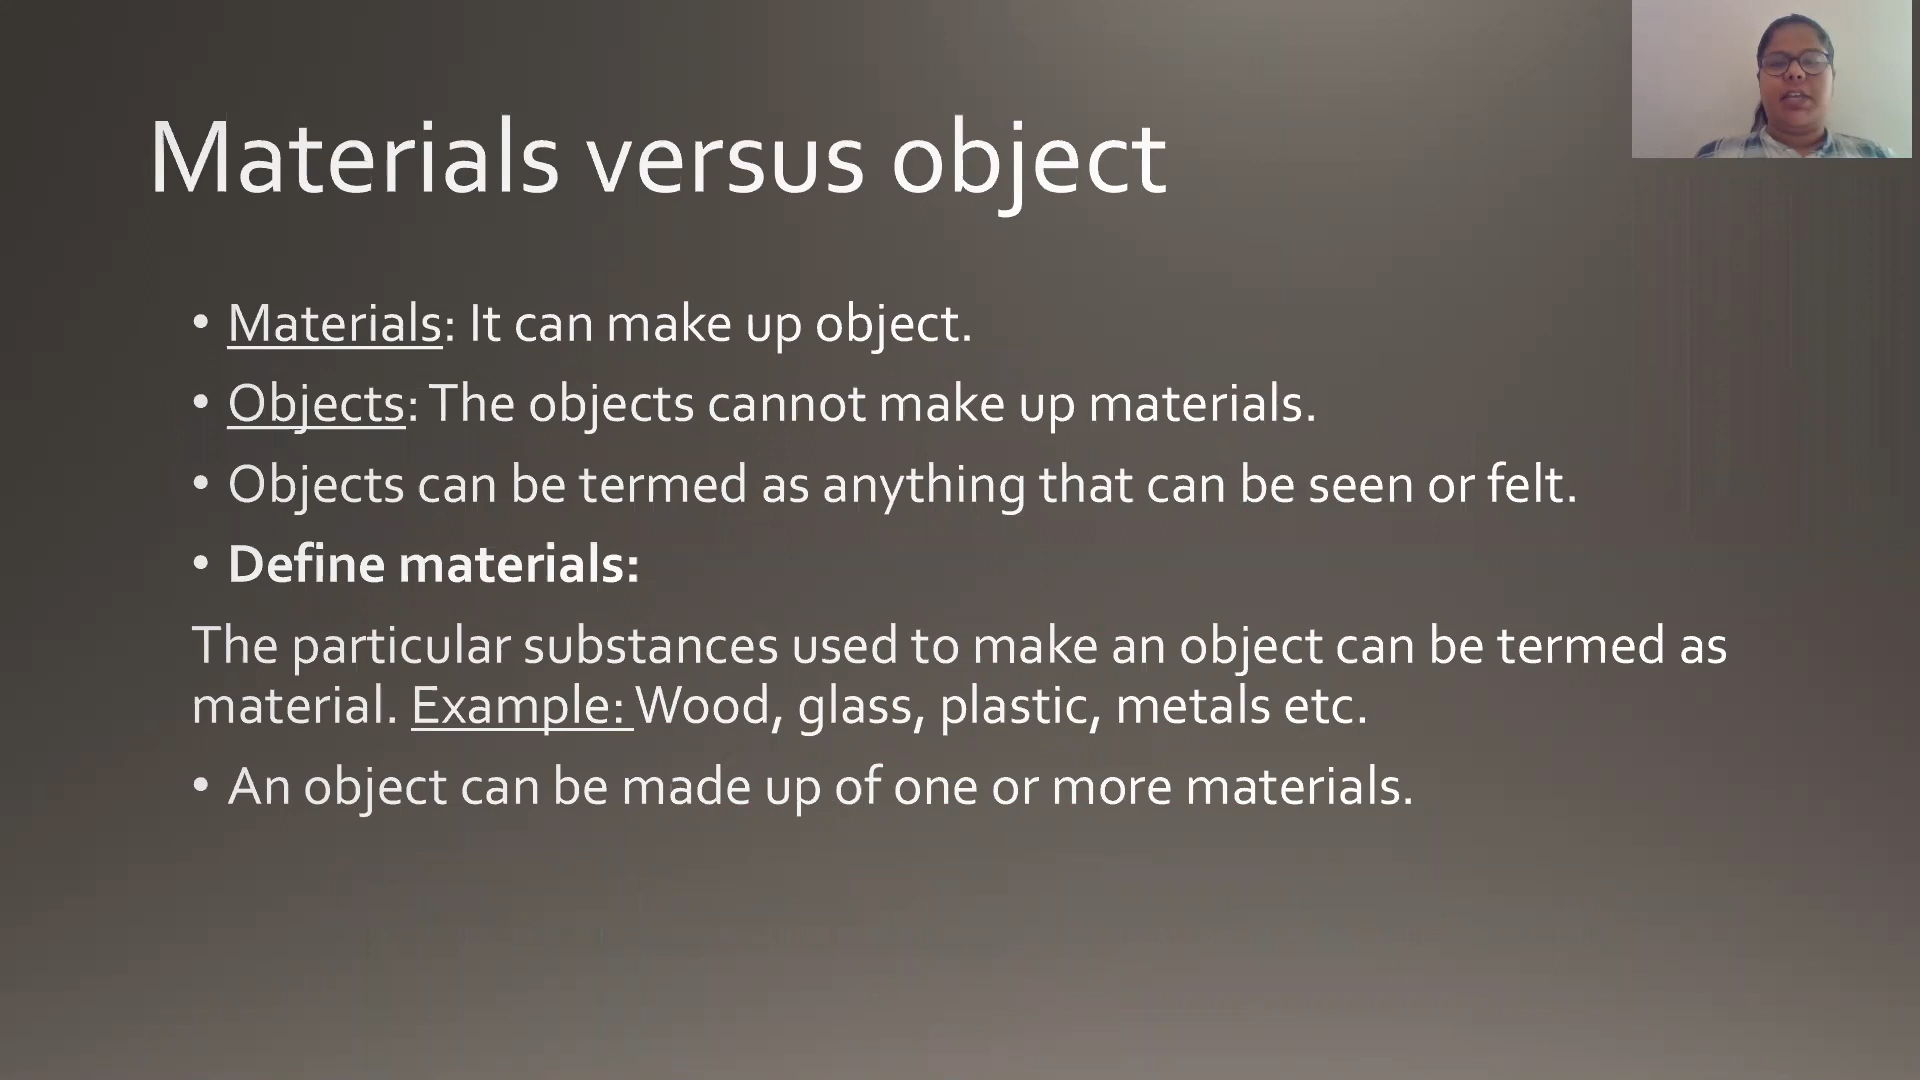 Materials versus object
• Materials: It can make up object.
• Objects: The objects cannot make up materials.
• Objects can be termed as anything that can be seen or felt.
• Define materials:
The particular substances used to make an object can be termed as
material. Example: Wood, glass, plastic, metals etc.
• An object can be made up of one or more materials.